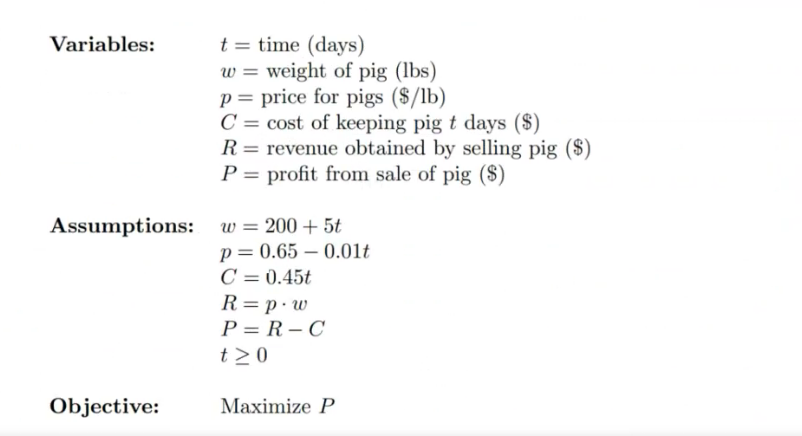 Variables: t = time (days)
w = weight of pig (lbs)
p = price for pigs ($/lb)
C = cost of keeping pig t days ($)
R = revenue obtained by selling pig ($)
P = profit from sale of pig ($)
Assumptions: w = 200 + 5t
p = 0.65 − 0.01t
C = 0.45t
R = p · w
P = R − C
t ≥ 0
Objective: Maximize P